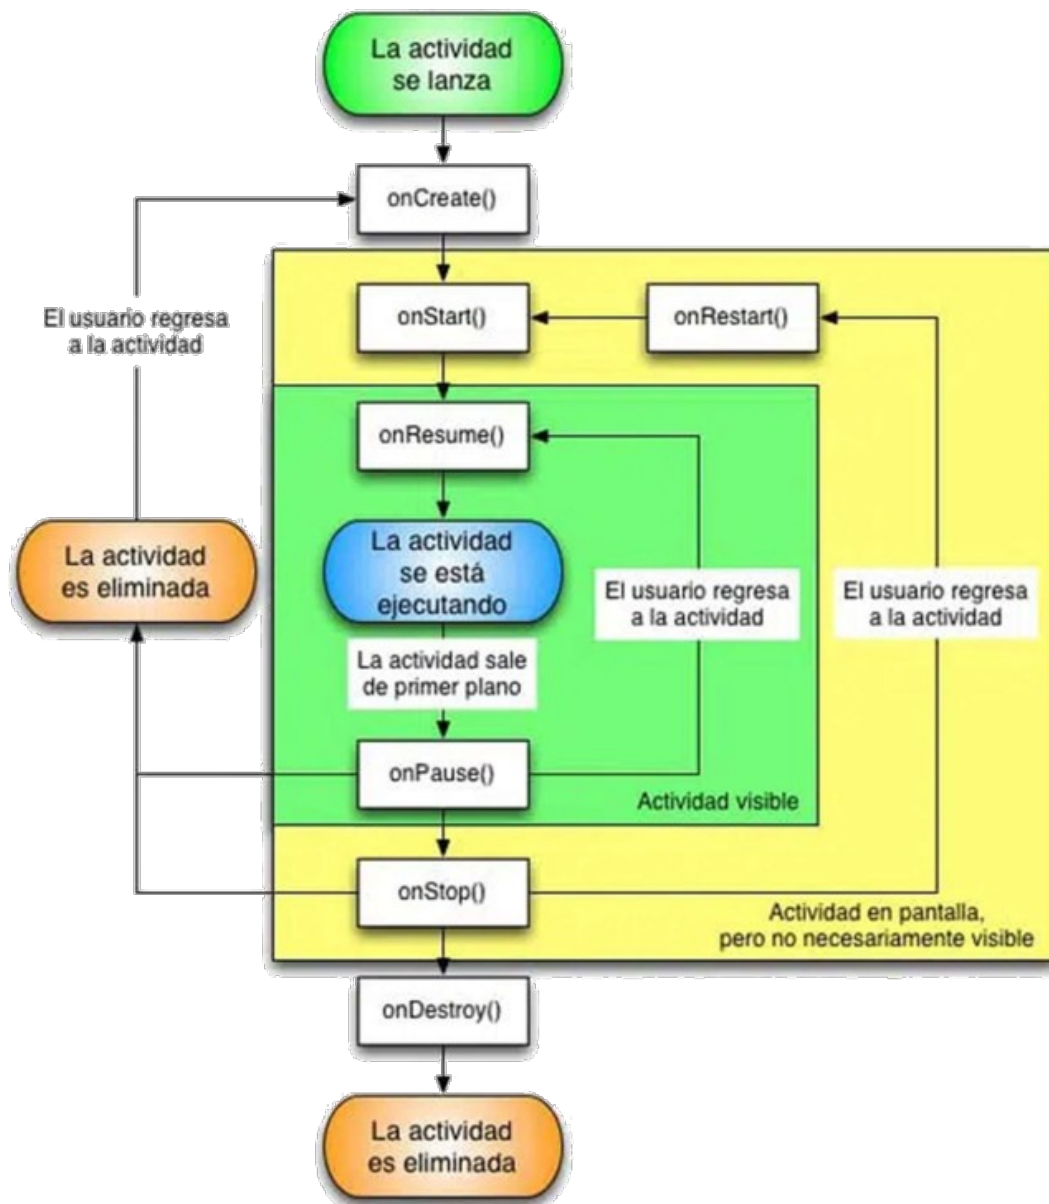 La actividad
se lanza
onCreate()
onStart()
onRestart()
El usuario regresa
a la actividad
onResume()
La actividad
es eliminada
La actividad
se está
ejecutando
El usuario regresa
a la actividad
El usuario regresa
a la actividad
La actividad sale
de primer plano
onPause()
Actividad visible
onStop()
Actividad en pantalla,
pero no necesariamente visible
onDestroy()
La actividad
es eliminada